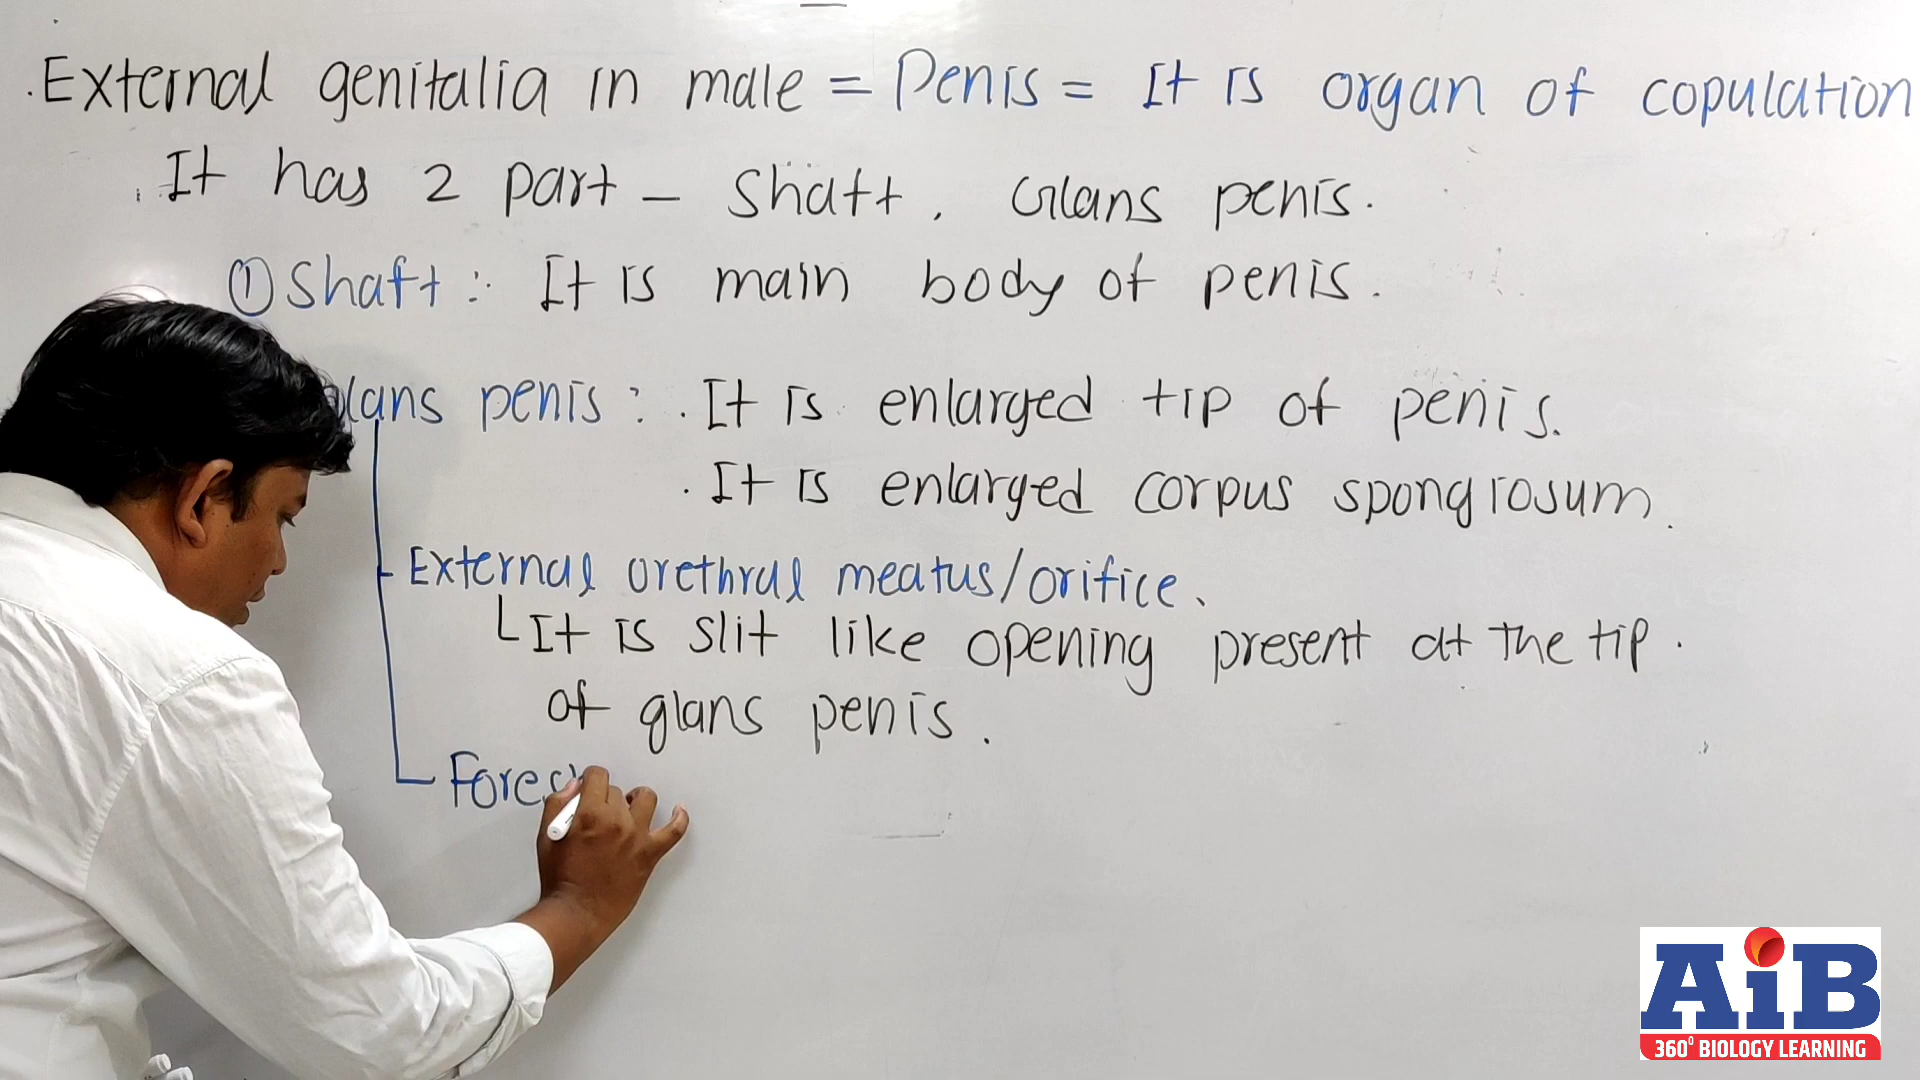 .External genitalia in male = Penis = It is organ of copulation
.It has 2 part - Shaft, Glans penis.
① Shaft :- It is main body of penis.
lans penis : .It is enlarged tip of penis.
.It is enlarged corpus spongiosum.
External urethral meatus/orifice.
It is slit like opening present at the tip.
of glans penis.
Fores
AiB
360° BIOLOGY LEARNING